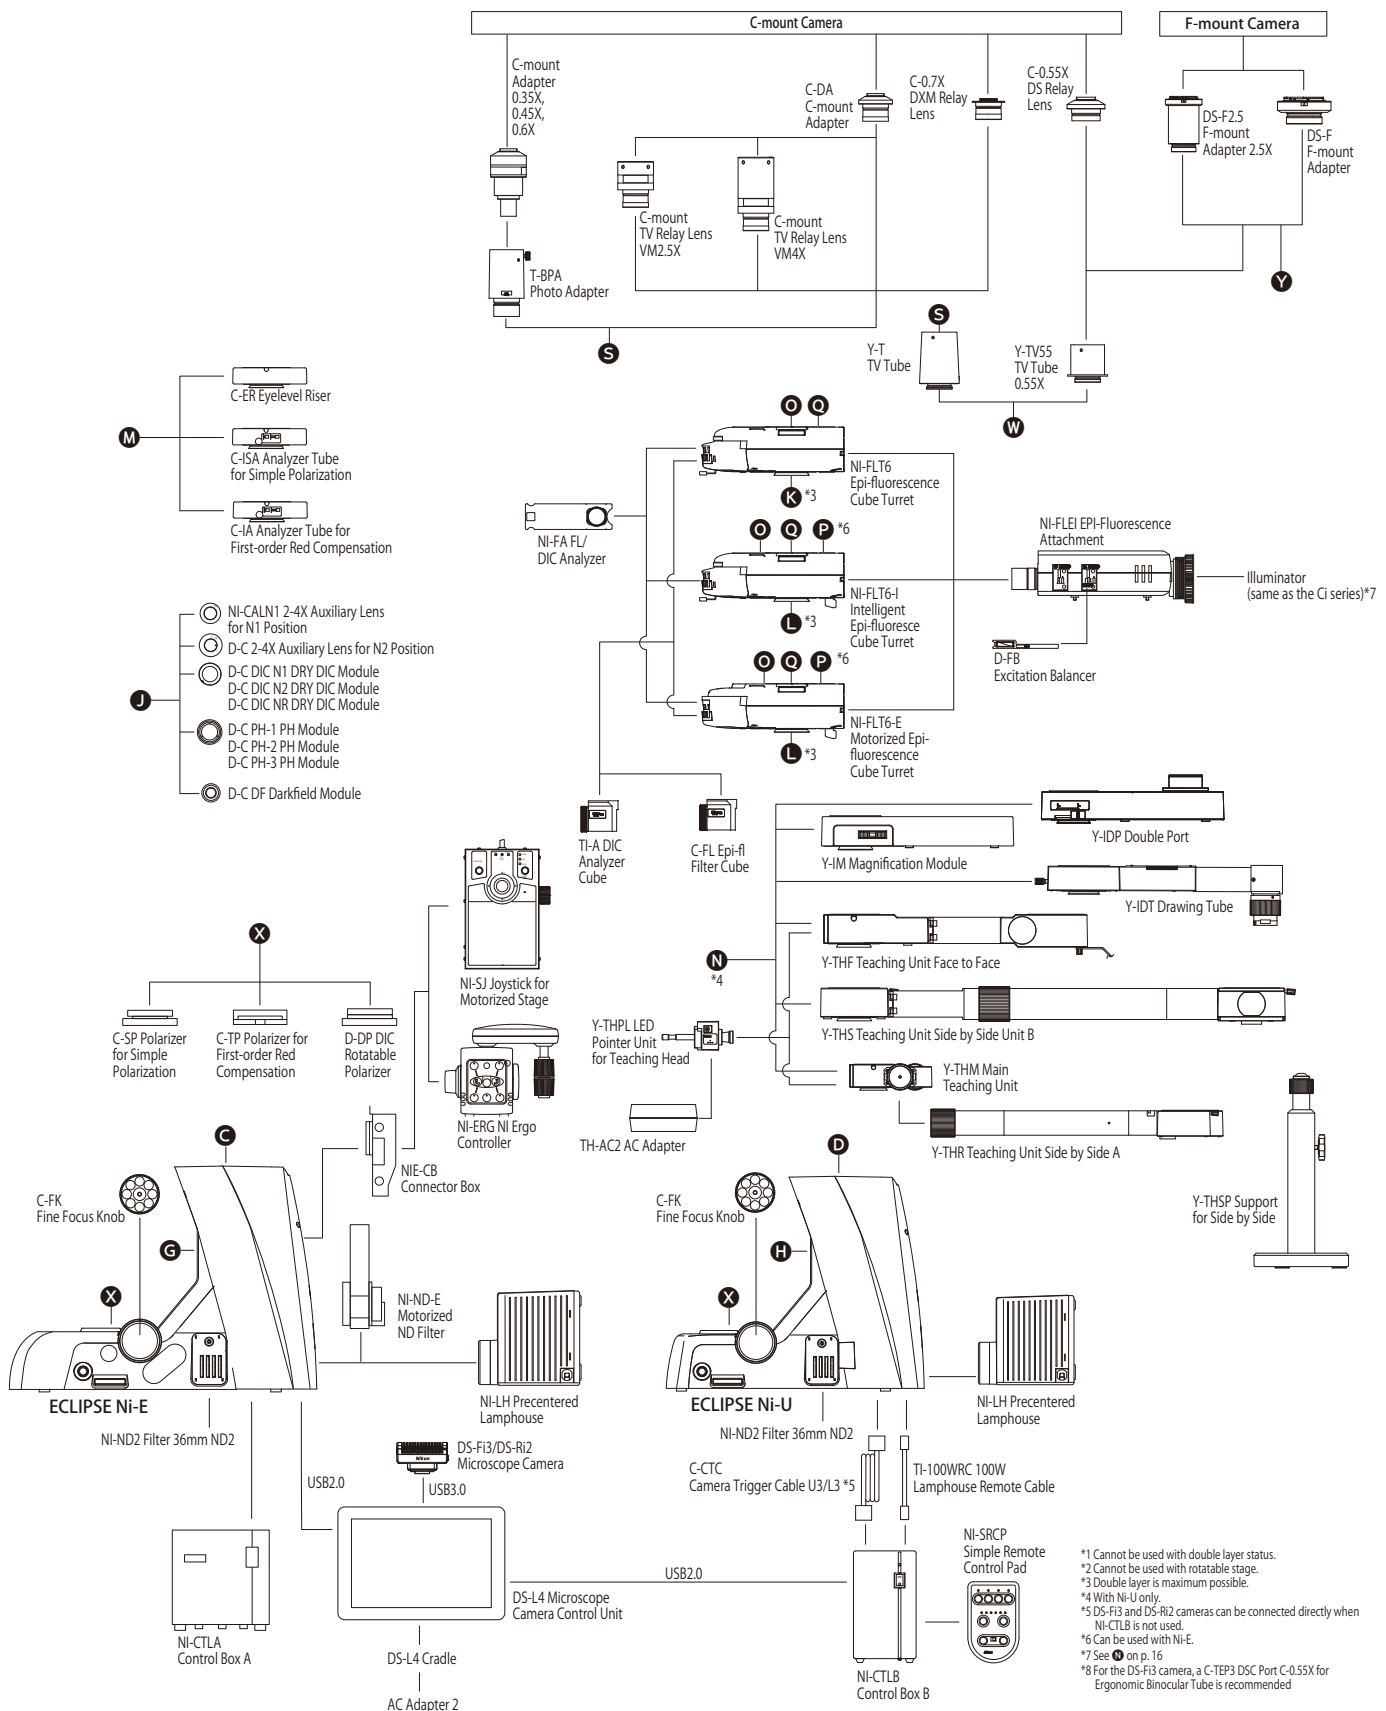 C-mount Camera
F-mount Camera
C-mount
Adapter
0.35X,
0.45X,
0.6X
C-DA
C-mount
Adapter
C-0.7X
DXM Relay
Lens
C-0.55X
DS Relay
Lens
DS-F2.5
F-mount
Adapter 2.5X
DS-F
F-mount
Adapter
C-mount
TV Relay Lens
VM2.5X
C-mount
TV Relay Lens
VM4X
T-BPA
Photo Adapter
Y
S
S
Y-T
TV Tube
Y-TV55
TV Tube
0.55X
W
C-ER Eyelevel Riser
M
C-ISA Analyzer Tube
for Simple Polarization
C-IA Analyzer Tube for
First-order Red Compensation
O Q
NI-FLT6
Epi-fluorescence
Cube Turret
K *3
NI-FA FL/
DIC Analyzer
O Q P *6
NI-FLT6-I
Intelligent
Epi-fluoresce
Cube Turret
L *3
NI-FLEI EPI-Fluorescence
Attachment
Illuminator
(same as the Ci series)*7
D-FB
Excitation Balancer
O Q P *6
NI-FLT6-E
Motorized Epi-
fluorescence
Cube Turret
L *3
J
NI-CALN1 2-4X Auxiliary Lens
for N1 Position
D-C 2-4X Auxiliary Lens for N2 Position
D-C DIC N1 DRY DIC Module
D-C DIC N2 DRY DIC Module
D-C DIC NR DRY DIC Module
D-C PH-1 PH Module
D-C PH-2 PH Module
D-C PH-3 PH Module
D-C DF Darkfield Module
TI-A DIC
Analyzer
Cube
C-FL Epi-fl
Filter Cube
Y-IDP Double Port
Y-IM Magnification Module
Y-IDT Drawing Tube
Y-THF Teaching Unit Face to Face
N
*4
Y-THS Teaching Unit Side by Side Unit B
Y-THPL LED
Pointer Unit
for Teaching Head
Y-THM Main
Teaching Unit
TH-AC2 AC Adapter
Y-THR Teaching Unit Side by Side A
Y-THSP Support
for Side by Side
NI-SJ Joystick for
Motorized Stage
X
C-SP Polarizer
for Simple
Polarization
C-TP Polarizer for
First-order Red
Compensation
D-DP DIC
Rotatable
Polarizer
NI-ERG NI Ergo
Controller
NIE-CB
Connector Box
C
C-FK
Fine Focus Knob
G
X
NI-ND-E
Motorized
ND Filter
ECLIPSE Ni-E
NI-LH Precentered
Lamphouse
NI-ND2 Filter 36mm ND2
D
C-FK
Fine Focus Knob
H
X
ECLIPSE Ni-U
NI-LH Precentered
Lamphouse
NI-ND2 Filter 36mm ND2
Nikon
DS-Fi3/DS-Ri2
Microscope Camera
USB2.0
USB3.0
C-CTC
Camera Trigger Cable U3/L3 *5
TI-100WRC 100W
Lamphouse Remote Cable
NI-SRCP
Simple Remote
Control Pad
USB2.0
DS-L4 Microscope
Camera Control Unit
NI-CTLA
Control Box A
DS-L4 Cradle
AC Adapter 2
NI-CTLB
Control Box B
*1 Cannot be used with double layer status.
*2 Cannot be used with rotatable stage.
*3 Double layer is maximum possible.
*4 With Ni-U only.
*5 DS-Fi3 and DS-Ri2 cameras can be connected directly when
NI-CTLB is not used.
*6 Can be used with Ni-E.
*7 See N on p. 16
*8 For the DS-Fi3 camera, a C-TEP3 DSC Port C-0.55X for
Ergonomic Binocular Tube is recommended